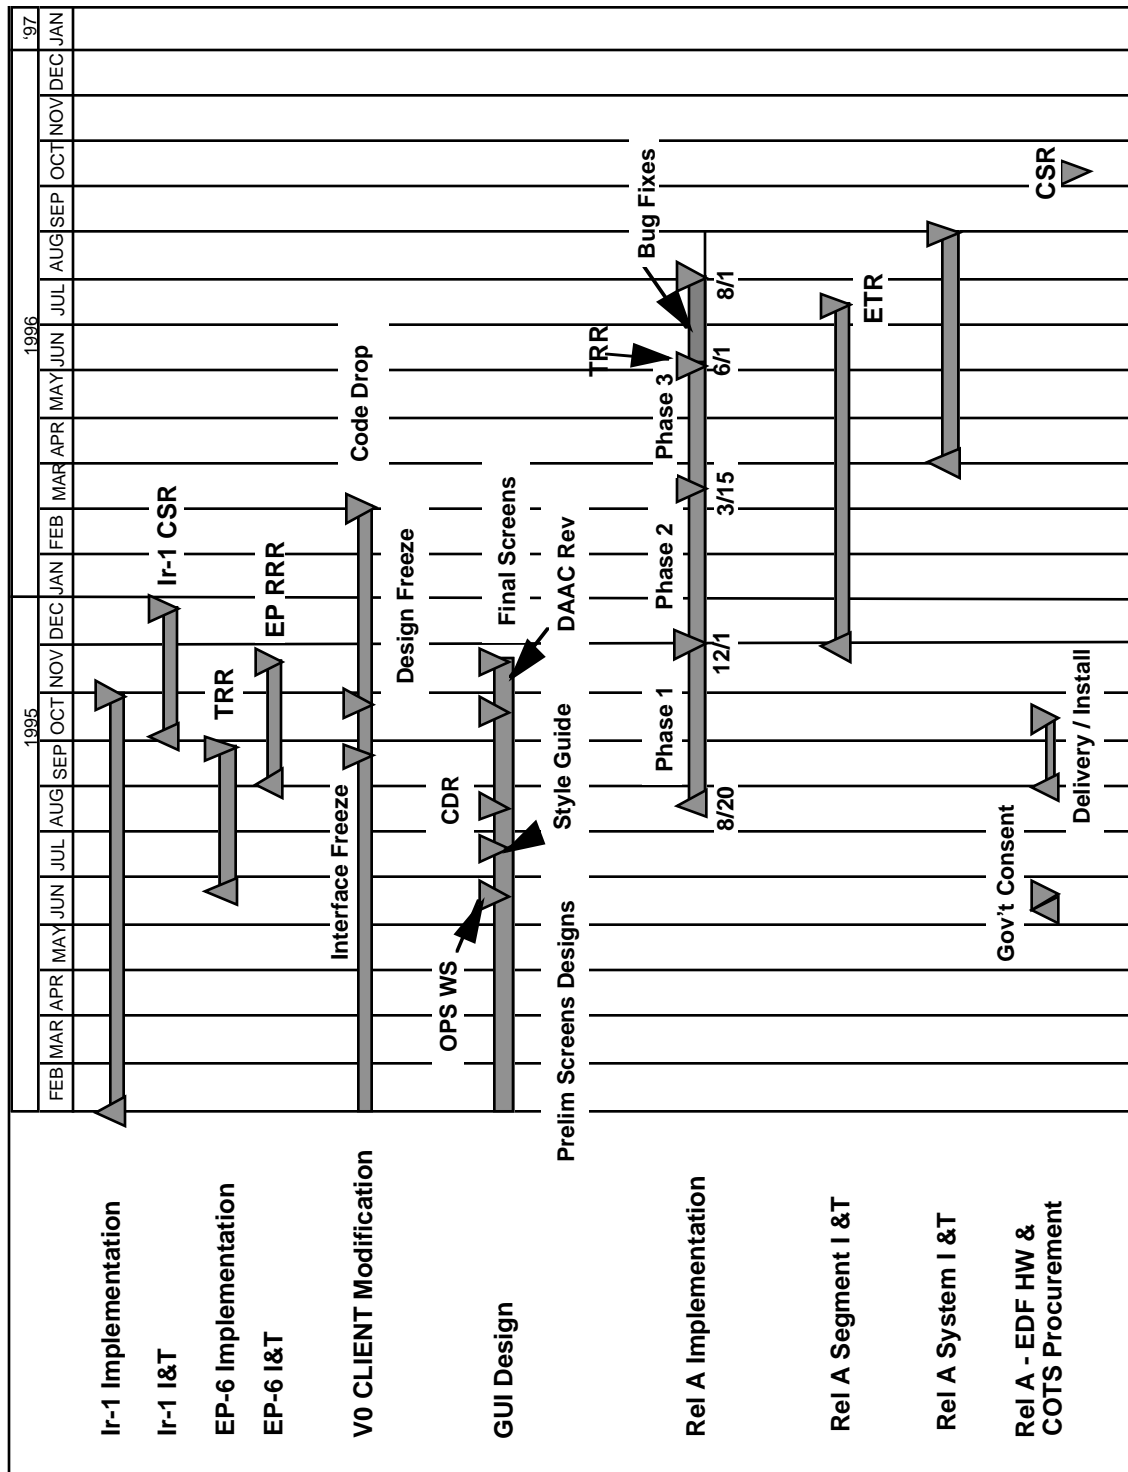 1995 1996 ‘97
FEB MAR APR MAY JUN JUL AUG SEP OCT NOV DEC JAN FEB MAR APR MAY JUN JUL AUG SEP OCT NOV DEC JAN
Ir-1 Implementation
Ir-1 I&T
Ir-1 CSR
EP-6 Implementation
TRR
EP-6 I&T
EP RRR
V0 CLIENT Modification
Interface Freeze
Code Drop
Design Freeze
OPS WS
CDR
GUI Design
Final Screens
Prelim Screens Designs
Style Guide
DAAC Rev
TRR
Bug Fixes
Phase 1
Phase 2
Phase 3
Rel A Implementation
8/20
12/1
3/15
6/1
8/1
Rel A Segment I &T
ETR
Rel A System I &T
Gov’t Consent
CSR
Rel A - EDF HW &
COTS Procurement
Delivery / Install